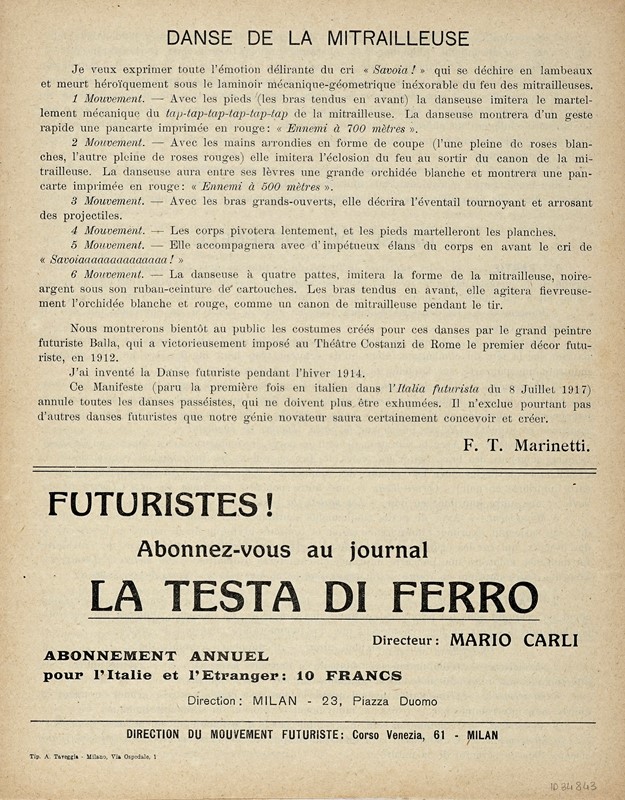 DANSE DE LA MITRAILLEUSE
Je veux exprimer toute l'émotion délirante du cri « Savoia ! » qui se déchire en lambeaux
et meurt héroïquement sous le laminoir mécanique-géometrique inéxorable du feu des mitrailleuses.
1 Mouvement. — Avec les pieds (les bras tendus en avant) la danseuse imitera le martel-
lement mécanique du tap-tap-tap-tap-tap-tap de la mitrailleuse. La danseuse montrera d'un geste
rapide une pancarte imprimée en rouge: « Ennemi à 700 mètres ».
2 Mouvement. — Avec les mains arrondies en forme de coupe (l'une pleine de roses blan-
ches, l'autre pleine de roses rouges) elle imitera l'éclosion du feu au sortir du canon de la mi-
trailleuse. La danseuse aura entre ses lèvres une grande orchidée blanche et montrera une pan-
carte imprimée en rouge: « Ennemi à 500 mètres ».
3 Mouvement. — Avec les bras grands-ouverts, elle décrira l'éventail tournoyant et arrosant
des projectiles.
4 Mouvement. — Les corps pivotera lentement, et les pieds martelleront les planches.
5 Mouvement. — Elle accompagnera avec d'impétueux élans du corps en avant le cri de
« Savoiaaaaaaaaaaaaaa ! »
6 Mouvement. — La danseuse à quatre pattes, imitera la forme de la mitrailleuse, noire-
argent sous son ruban-ceinture de cartouches. Les bras tendus en avant, elle agitera fievreuse-
ment l'orchidée blanche et rouge, comme un canon de mitrailleuse pendant le tir.
Nous montrerons bientôt au public les costumes créés pour ces danses par le grand peintre
futuriste Balla, qui a victorieusement imposé au Théâtre Costanzi de Rome le premier décor futu-
riste, en 1912.
J'ai inventé la Danse futuriste pendant l'hiver 1914.
Ce Manifeste (paru la première fois en italien dans l'Italia futurista du 8 Juillet 1917)
annule toutes les danses passéistes, qui ne doivent plus être exhumées. Il n'exclue pourtant pas
d'autres danses futuristes que notre génie novateur saura certainement concevoir et créer.
F. T. Marinetti.
FUTURISTES !
Abonnez-vous au journal
LA TESTA DI FERRO
Directeur: MARIO CARLI
ABONNEMENT ANNUEL
pour l'Italie et l'Etranger: 10 FRANCS
Direction: MILAN - 23, Piazza Duomo
DIRECTION DU MOUVEMENT FUTURISTE: Corso Venezia, 61 - MILAN
Tip. A. Taveggia - Milano, Via Ospedale, 1
ID 34843